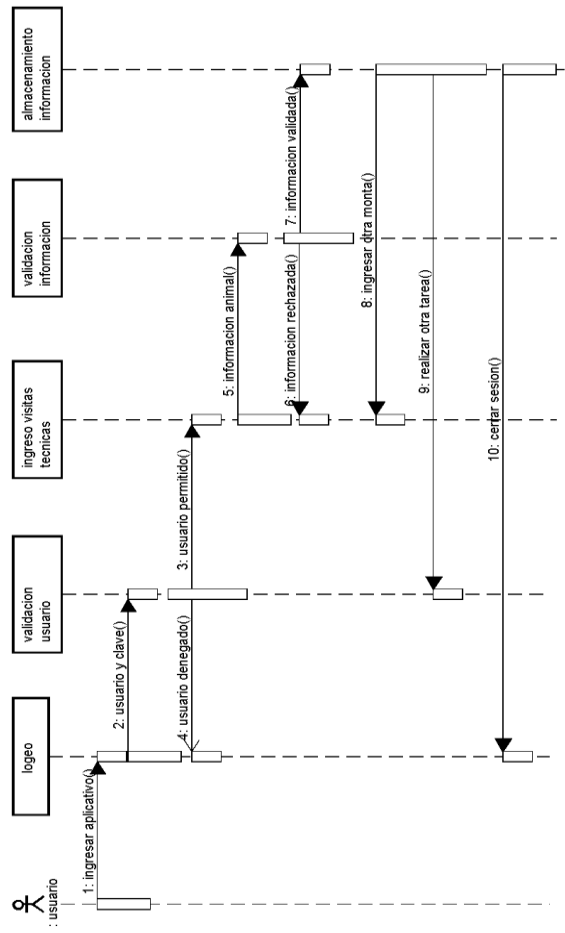 : usuario
logeo
validacion
usuario
ingreso visitas
tecnicas
validacion
informacion
almacenamiento
informacion
1: ingresar aplicativo()
2: usuario y clave()
3: usuario permitido()
4: usuario denegado()
5: informacion animal()
6: informacion rechazada()
7: informacion validada()
8: ingresar otra monta()
9: realizar otra tarea()
10: cerrar sesion()